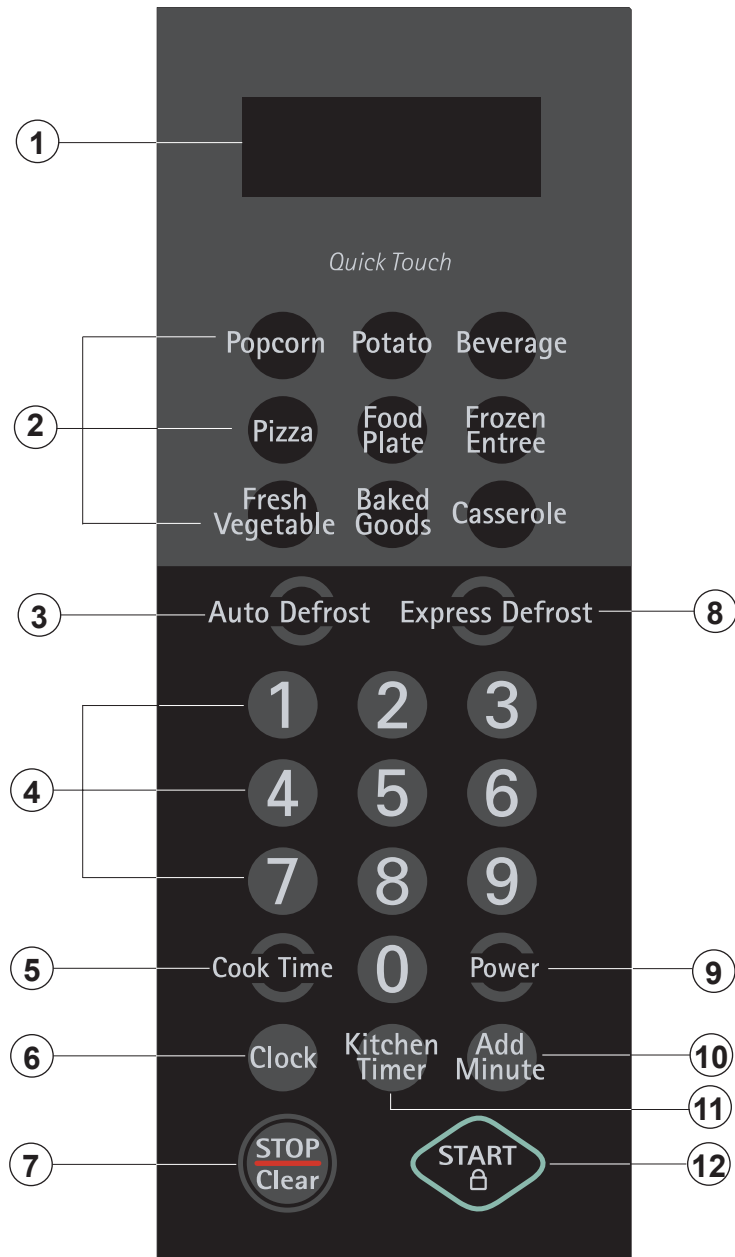 1
Quick Touch
Popcorn Potato Beverage
2
Pizza
Food
Plate
Frozen
Entree
Fresh
Vegetable
Baked
Goods
Casserole
3
Auto Defrost
Express Defrost
8
1 2 3
4
4 5 6
7 8 9
5
Cook Time
0
Power
9
6
Clock
Kitchen
Timer
Add
Minute
10
11
7
STOP
Clear
START
12